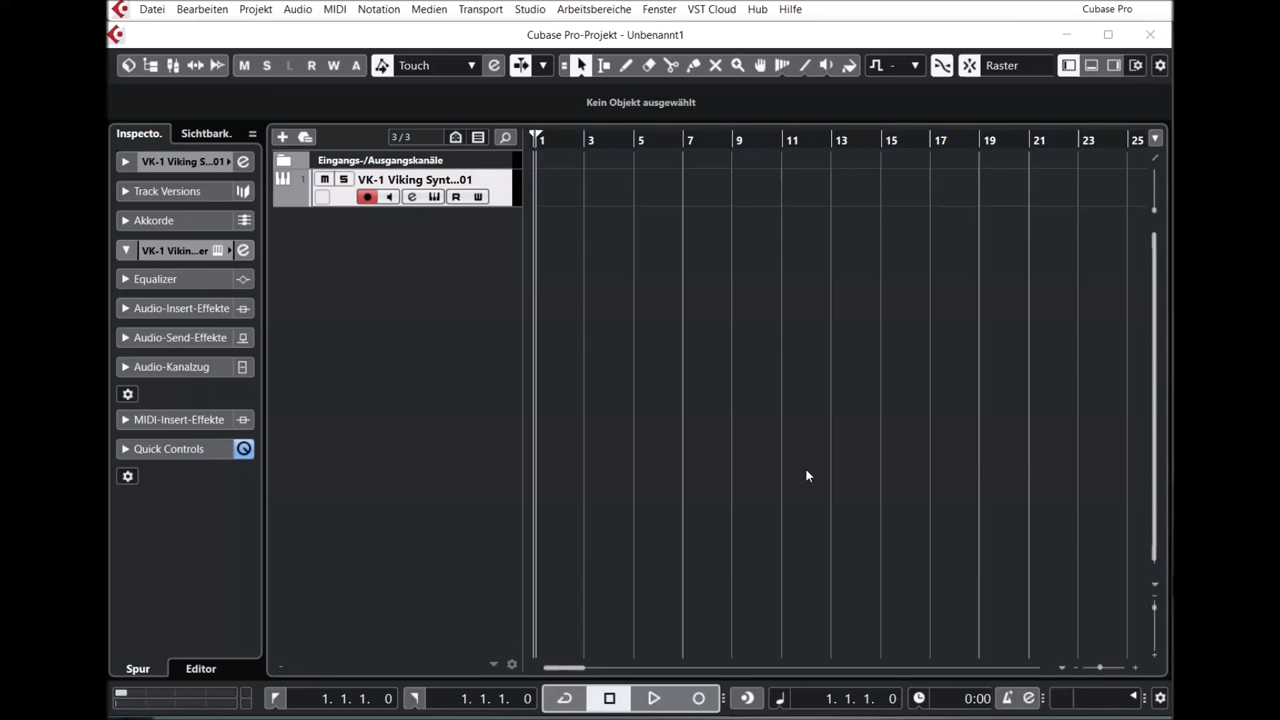 Datei Bearbeiten Projekt Audio MIDI Notation Medien Transport Studio Arbeitsbereiche Fenster VST Cloud Hub Hilfe Cubase Pro
Cubase Pro-Projekt - Unbenannt1
M S L R W A Touch - Raster
Kein Objekt ausgewählt
Inspecto. Sichtbark. 3/3 1 3 5 7 9 11 13 15 17 19 21 23 25
VK-1 Viking S...01
Eingangs-/Ausgangskanäle
1 m S VK-1 Viking Synt...01
R W
Track Versions
Akkorde
VK-1 Vikin...er
Equalizer
Audio-Insert-Effekte
Audio-Send-Effekte
Audio-Kanalzug
MIDI-Insert-Effekte
Quick Controls
Spur Editor
1. 1. 1. 0 1. 1. 1. 0 1. 1. 1. 0 0:00